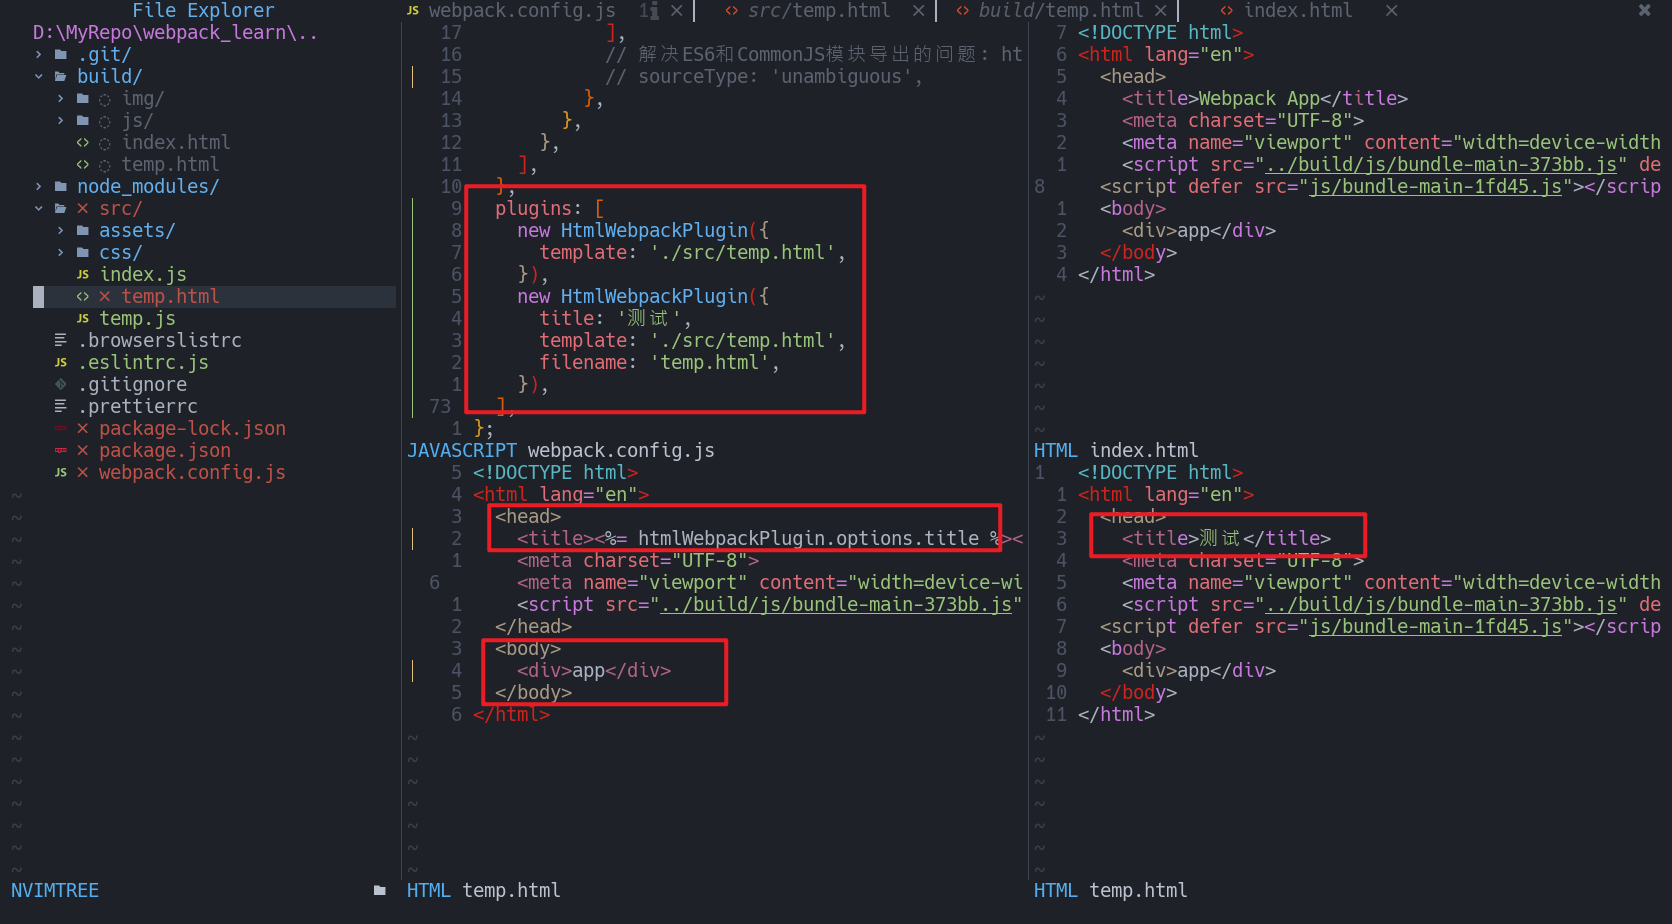 File Explorer
D:\MyRepo\webpack_learn\..
.git/
build/
img/
js/
index.html
temp.html
node_modules/
src/
assets/
css/
JS index.js
temp.html
JS temp.js
.browserslistrc
JS .eslintrc.js
.gitignore
.prettierrc
package-lock.json
package.json
JS webpack.config.js
NVIMTREE
JS webpack.config.js 1
src/temp.html
build/temp.html
index.html
17 ],
16 // 解决ES6和CommonJS模块导出的问题: ht
15 // sourceType: 'unambiguous',
14 },
13 },
12 },
11 ],
10 },
9 plugins: [
8 new HtmlWebpackPlugin({
7 template: './src/temp.html',
6 }),
5 new HtmlWebpackPlugin({
4 title: '测试',
3 template: './src/temp.html',
2 filename: 'temp.html',
1 }),
73 ],
1 };
JAVASCRIPT webpack.config.js
5 <!DOCTYPE html>
4 <html lang="en">
3 <head>
2 <title><%= htmlWebpackPlugin.options.title %><
1 <meta charset="UTF-8">
6 <meta name="viewport" content="width=device-wi
1 <script src="../build/js/bundle-main-373bb.js"
2 </head>
3 <body>
4 <div>app</div>
5 </body>
6 </html>
HTML temp.html
7 <!DOCTYPE html>
6 <html lang="en">
5 <head>
4 <title>Webpack App</title>
3 <meta charset="UTF-8">
2 <meta name="viewport" content="width=device-width
1 <script src="../build/js/bundle-main-373bb.js" de
8 <script defer src="js/bundle-main-1fd45.js"></scrip
1 <body>
2 <div>app</div>
3 </body>
4 </html>
HTML index.html
1 <!DOCTYPE html>
1 <html lang="en">
2 <head>
3 <title>测试</title>
4 <meta charset="UTF-8">
5 <meta name="viewport" content="width=device-width
6 <script src="../build/js/bundle-main-373bb.js" de
7 <script defer src="js/bundle-main-1fd45.js"></scrip
8 <body>
9 <div>app</div>
10 </body>
11 </html>
HTML temp.html